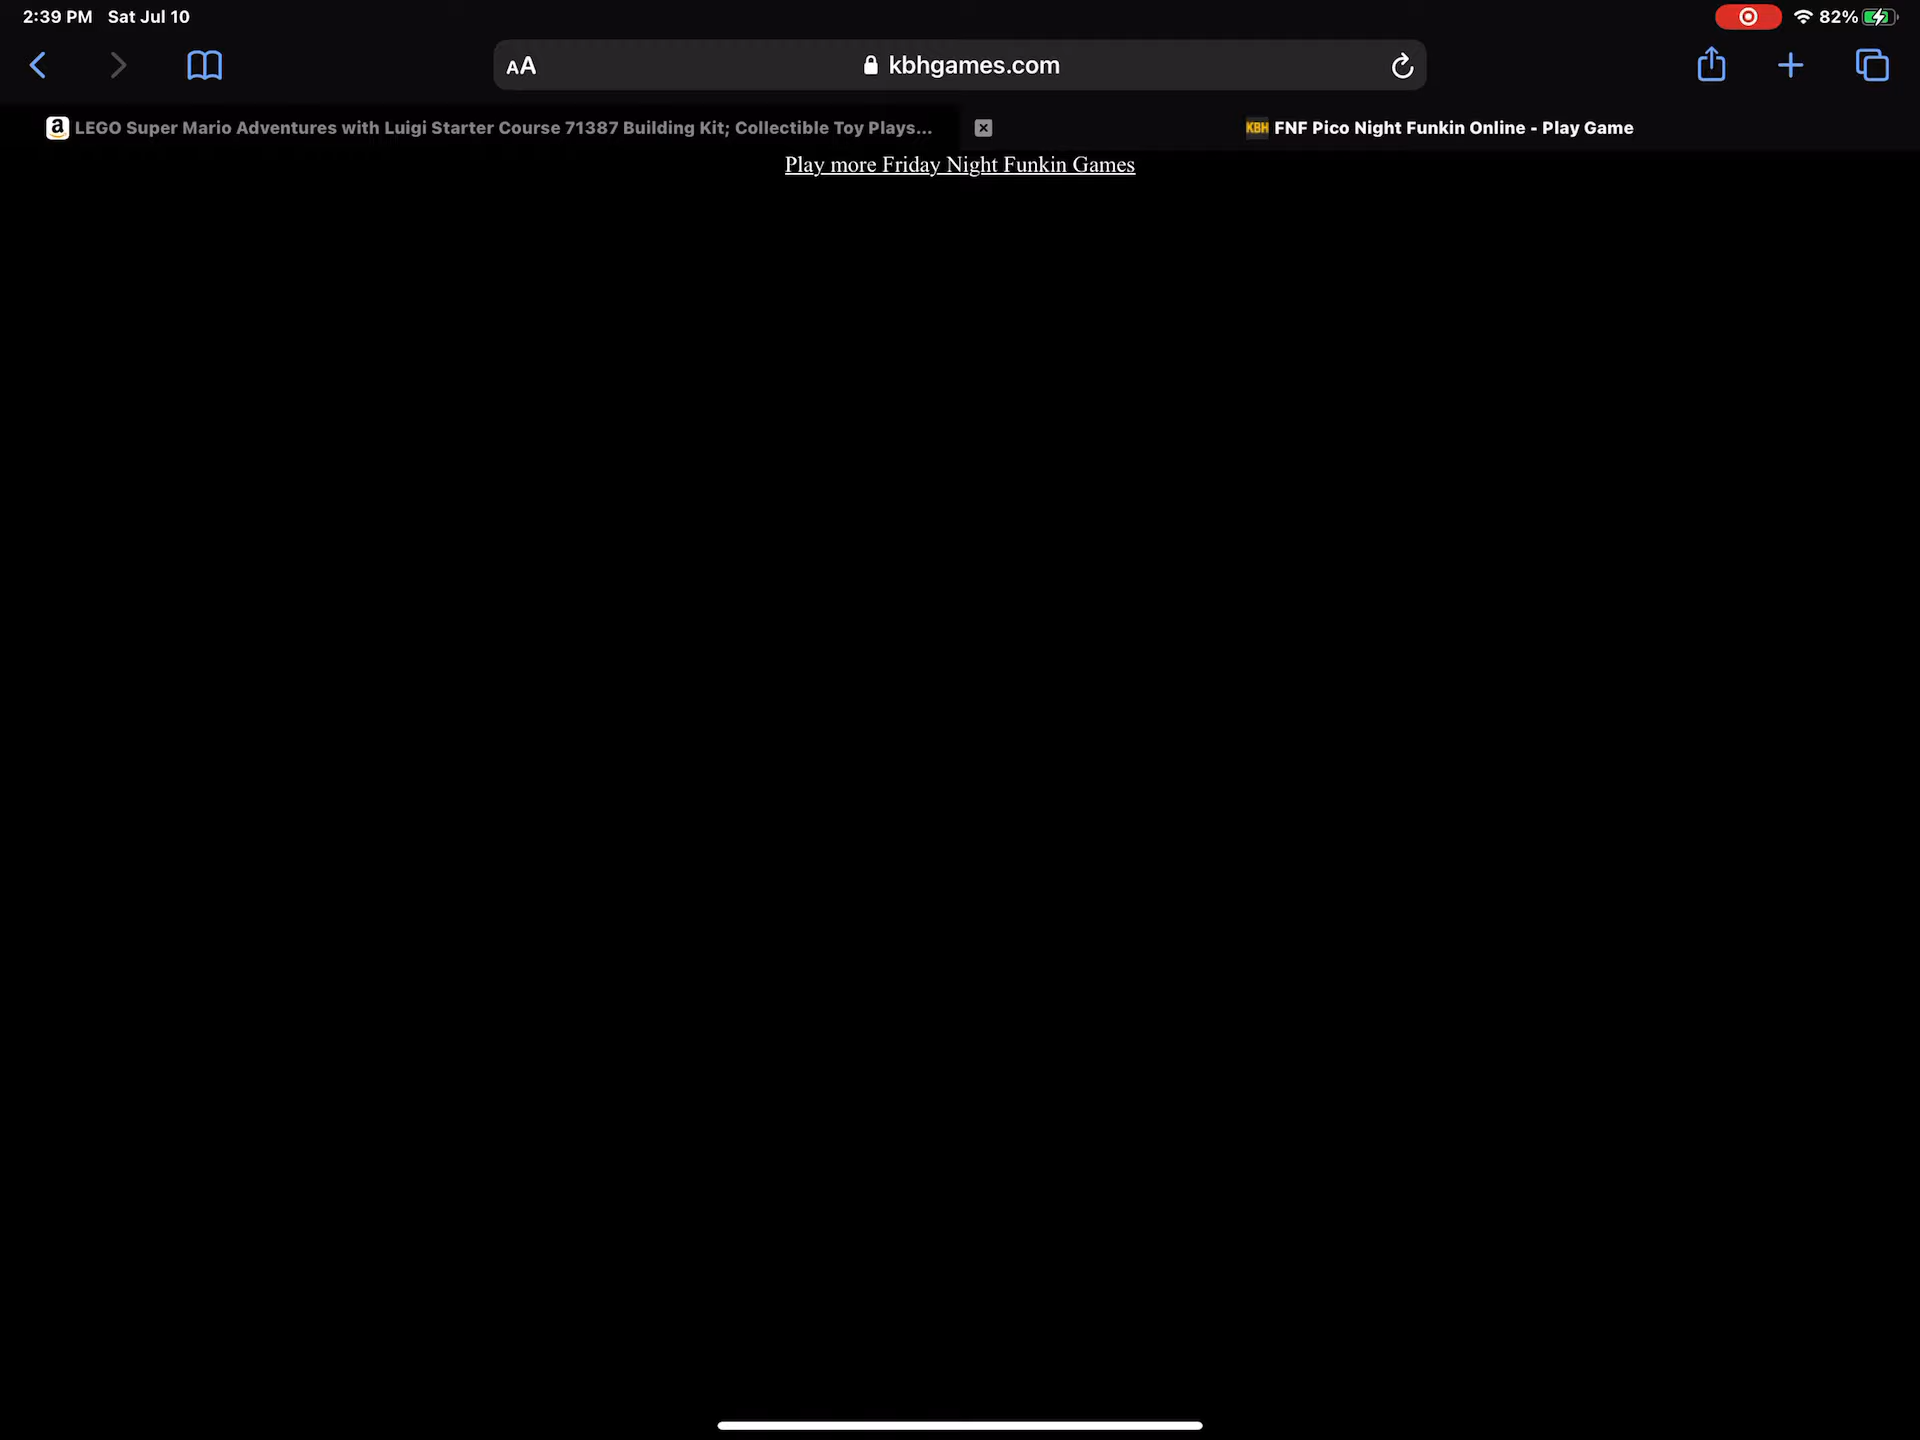 2:39 PM Sat Jul 10
82%
AA
kbhgames.com
a LEGO Super Mario Adventures with Luigi Starter Course 71387 Building Kit; Collectible Toy Plays...
KBH FNF Pico Night Funkin Online - Play Game
Play more Friday Night Funkin Games